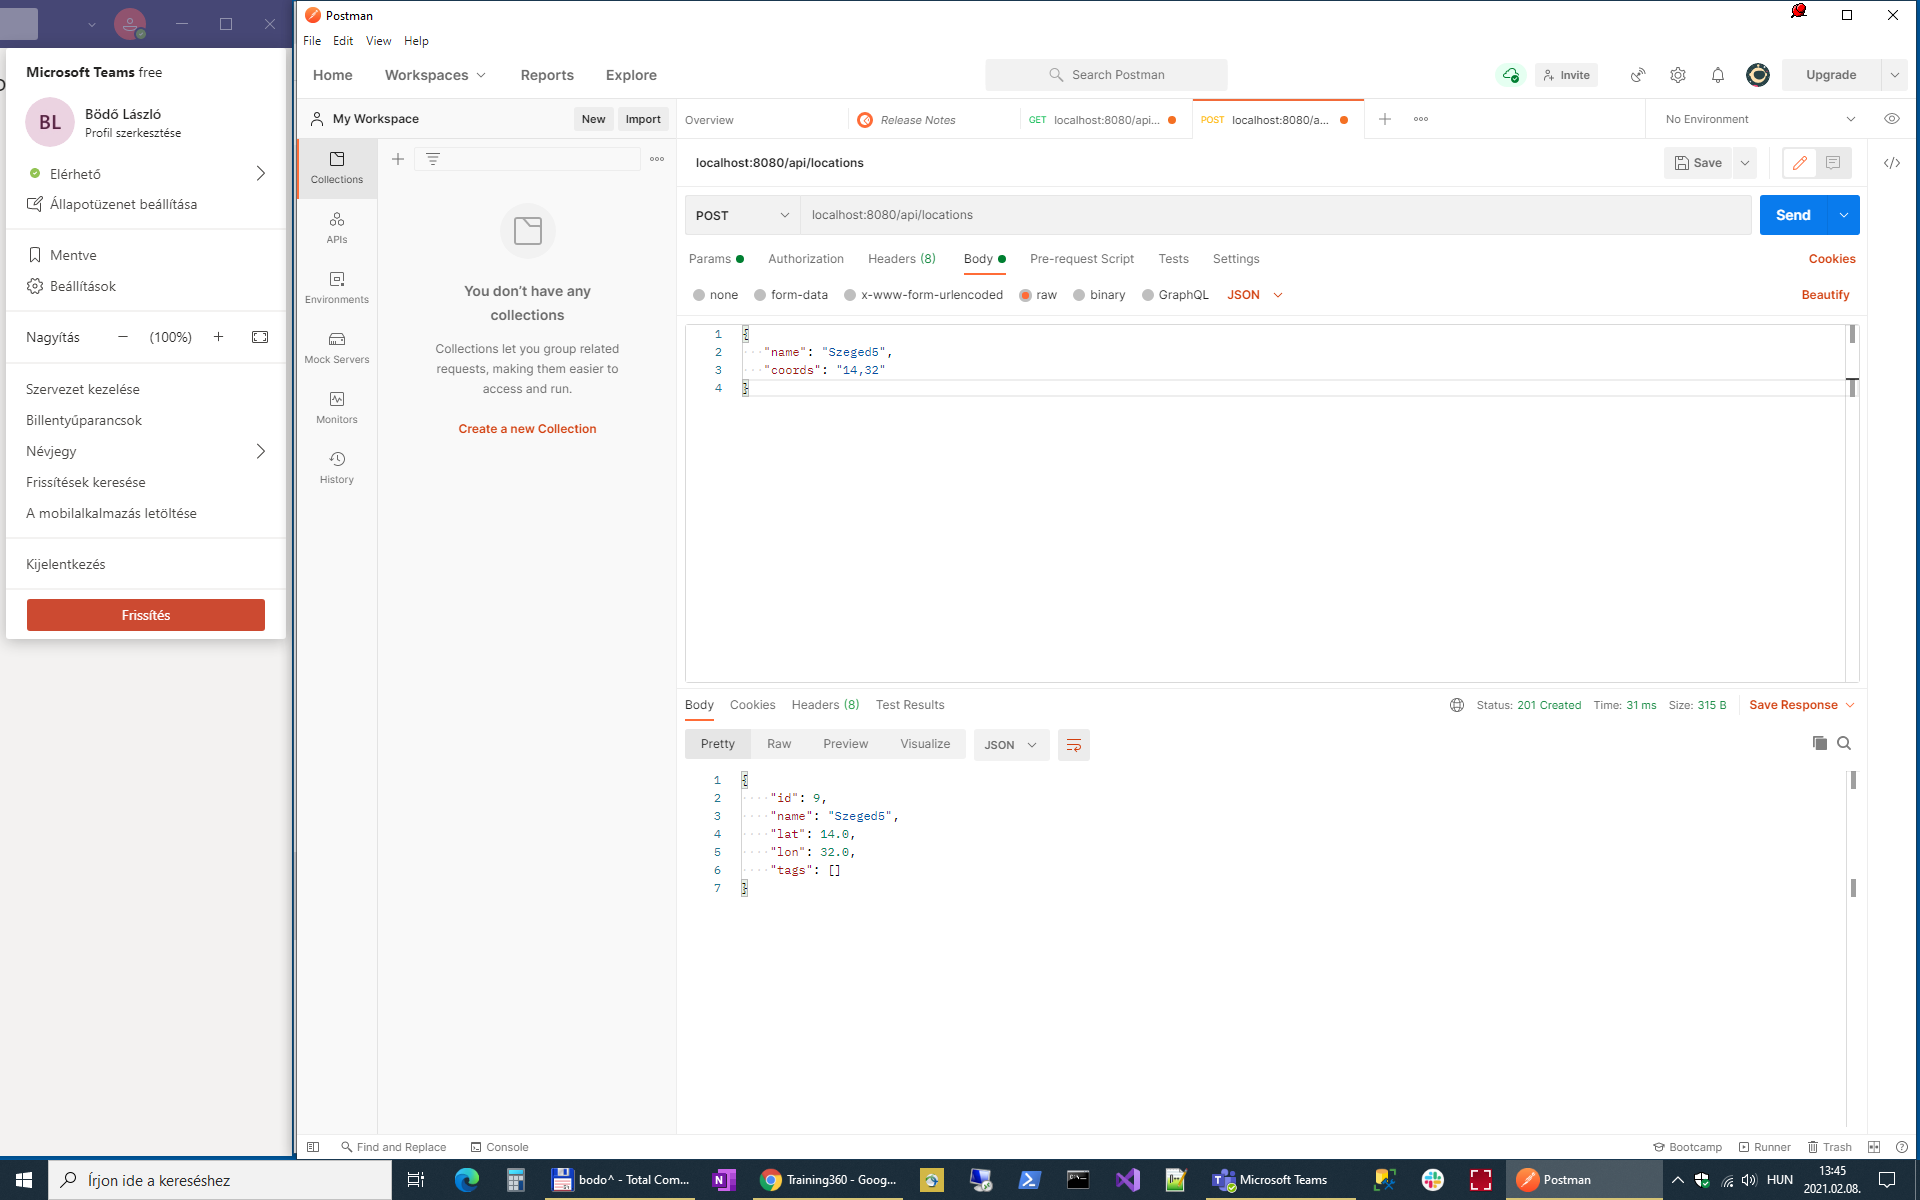 Microsoft Teams free
BL
Bödő László
Profil szerkesztése
Elérhető
Állapotüzenet beállítása
Mentve
Beállítások
Nagyítás
(100%)
Szervezet kezelése
Billentyűparancsok
Névjegy
Frissítések keresése
A mobilalkalmazás letöltése
Kijelentkezés
Frissítés
Postman
File Edit View Help
Home Workspaces Reports Explore
Search Postman
Invite
Upgrade
My Workspace
New Import
Overview
Release Notes
GET localhost:8080/api...
POST localhost:8080/a...
No Environment
Collections
APIs
Environments
Mock Servers
Monitors
History
You don't have any
collections
Collections let you group related
requests, making them easier to
access and run.
Create a new Collection
localhost:8080/api/locations
Save
POST
localhost:8080/api/locations
Send
Params Authorization Headers (8) Body Pre-request Script Tests Settings
Cookies
none form-data x-www-form-urlencoded raw binary GraphQL JSON
Beautify
1 {
2 "name": "Szeged5",
3 "coords": "14,32"
4 }
Body Cookies Headers (8) Test Results
Status: 201 Created Time: 31 ms Size: 315 B
Save Response
Pretty Raw Preview Visualize JSON
1 {
2 "id": 9,
3 "name": "Szeged5",
4 "lat": 14.0,
5 "lon": 32.0,
6 "tags": []
7 }
Find and Replace Console
Bootcamp Runner Trash
Írjon ide a kereséshez
bodo^ - Total Com...
Training360 - Goog...
Microsoft Teams
Postman
HUN
13:45
2021.02.08.